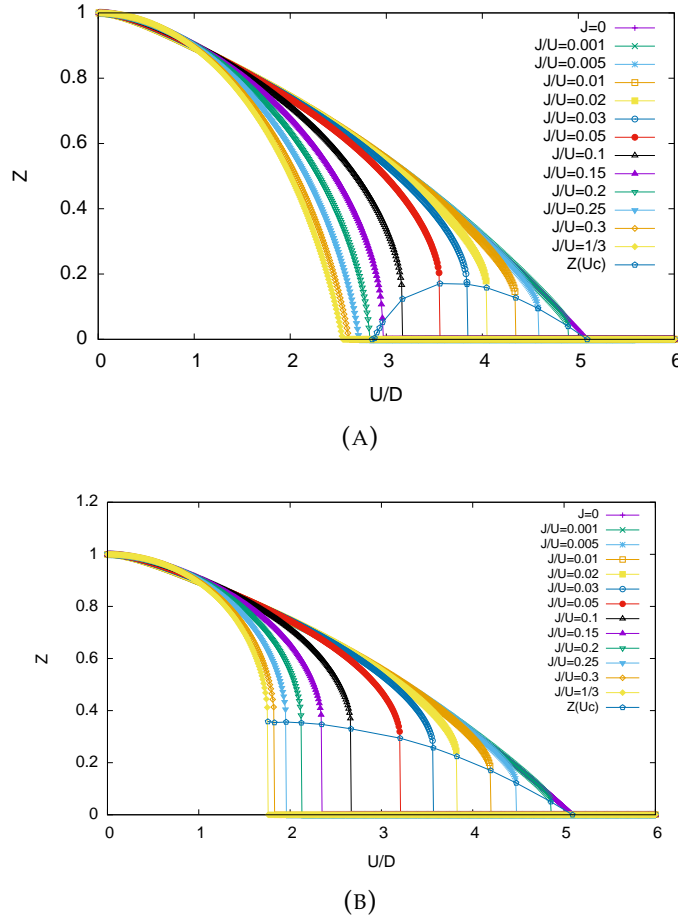 1
0.8
0.6
0.4
0.2
0
Z
0 1 2 3 4 5 6
U/D
J=0
J/U=0.001
J/U=0.005
J/U=0.01
J/U=0.02
J/U=0.03
J/U=0.05
J/U=0.1
J/U=0.15
J/U=0.2
J/U=0.25
J/U=0.3
J/U=1/3
Z(Uc)
(A)
1.2
1
0.8
0.6
0.4
0.2
0
Z
0 1 2 3 4 5 6
U/D
J=0
J/U=0.001
J/U=0.005
J/U=0.01
J/U=0.02
J/U=0.03
J/U=0.05
J/U=0.1
J/U=0.15
J/U=0.2
J/U=0.25
J/U=0.3
J/U=1/3
Z(Uc)
(B)